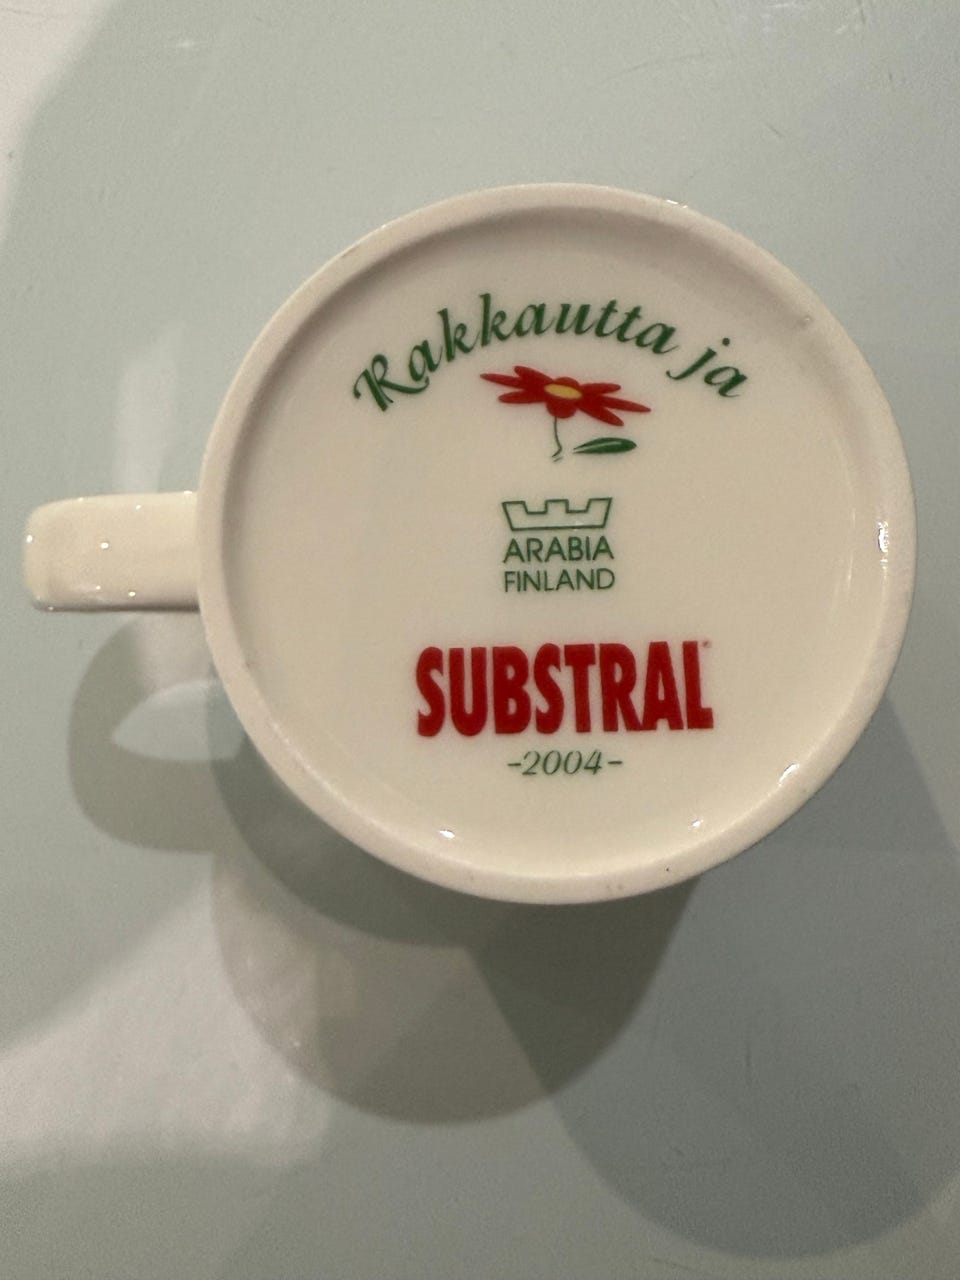 Rakkautta ja
ARABIA
FINLAND
SUBSTRAL
-2004-